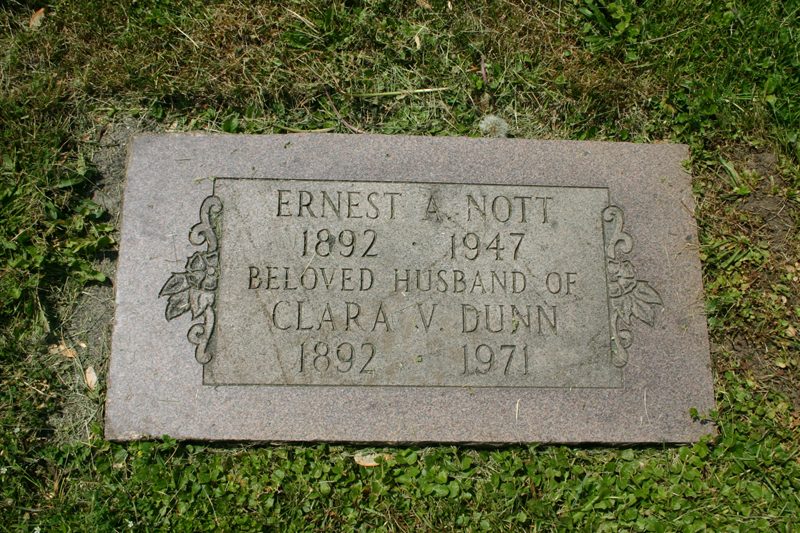 ERNEST A. NOTT
1892 1947
BELOVED HUSBAND OF
CLARA V. DUNN
1892 1971